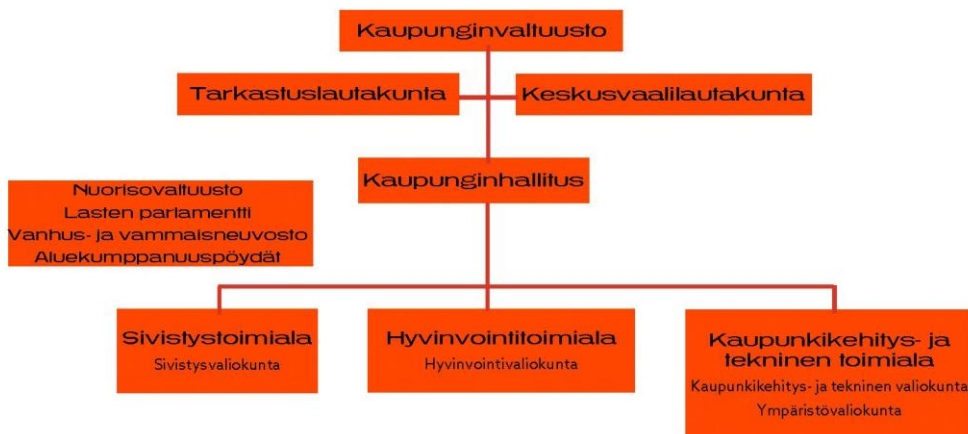 Kaupunginvaltuusto
Tarkastuslautakunta
Keskusvaalilautakunta
Kaupunginhallitus
Nuorisovaltuusto
Lasten parlamentti
Vanhus- ja vammaisneuvosto
Aluekumppanuuspöydät
Sivistystoimiala
Sivistysvaliokunta
Hyvinvointitoimiala
Hyvinvointivaliokunta
Kaupunkikehitys- ja
tekninen toimiala
Kaupunkikehitys- ja tekninen valiokunta
Ympäristövaliokunta